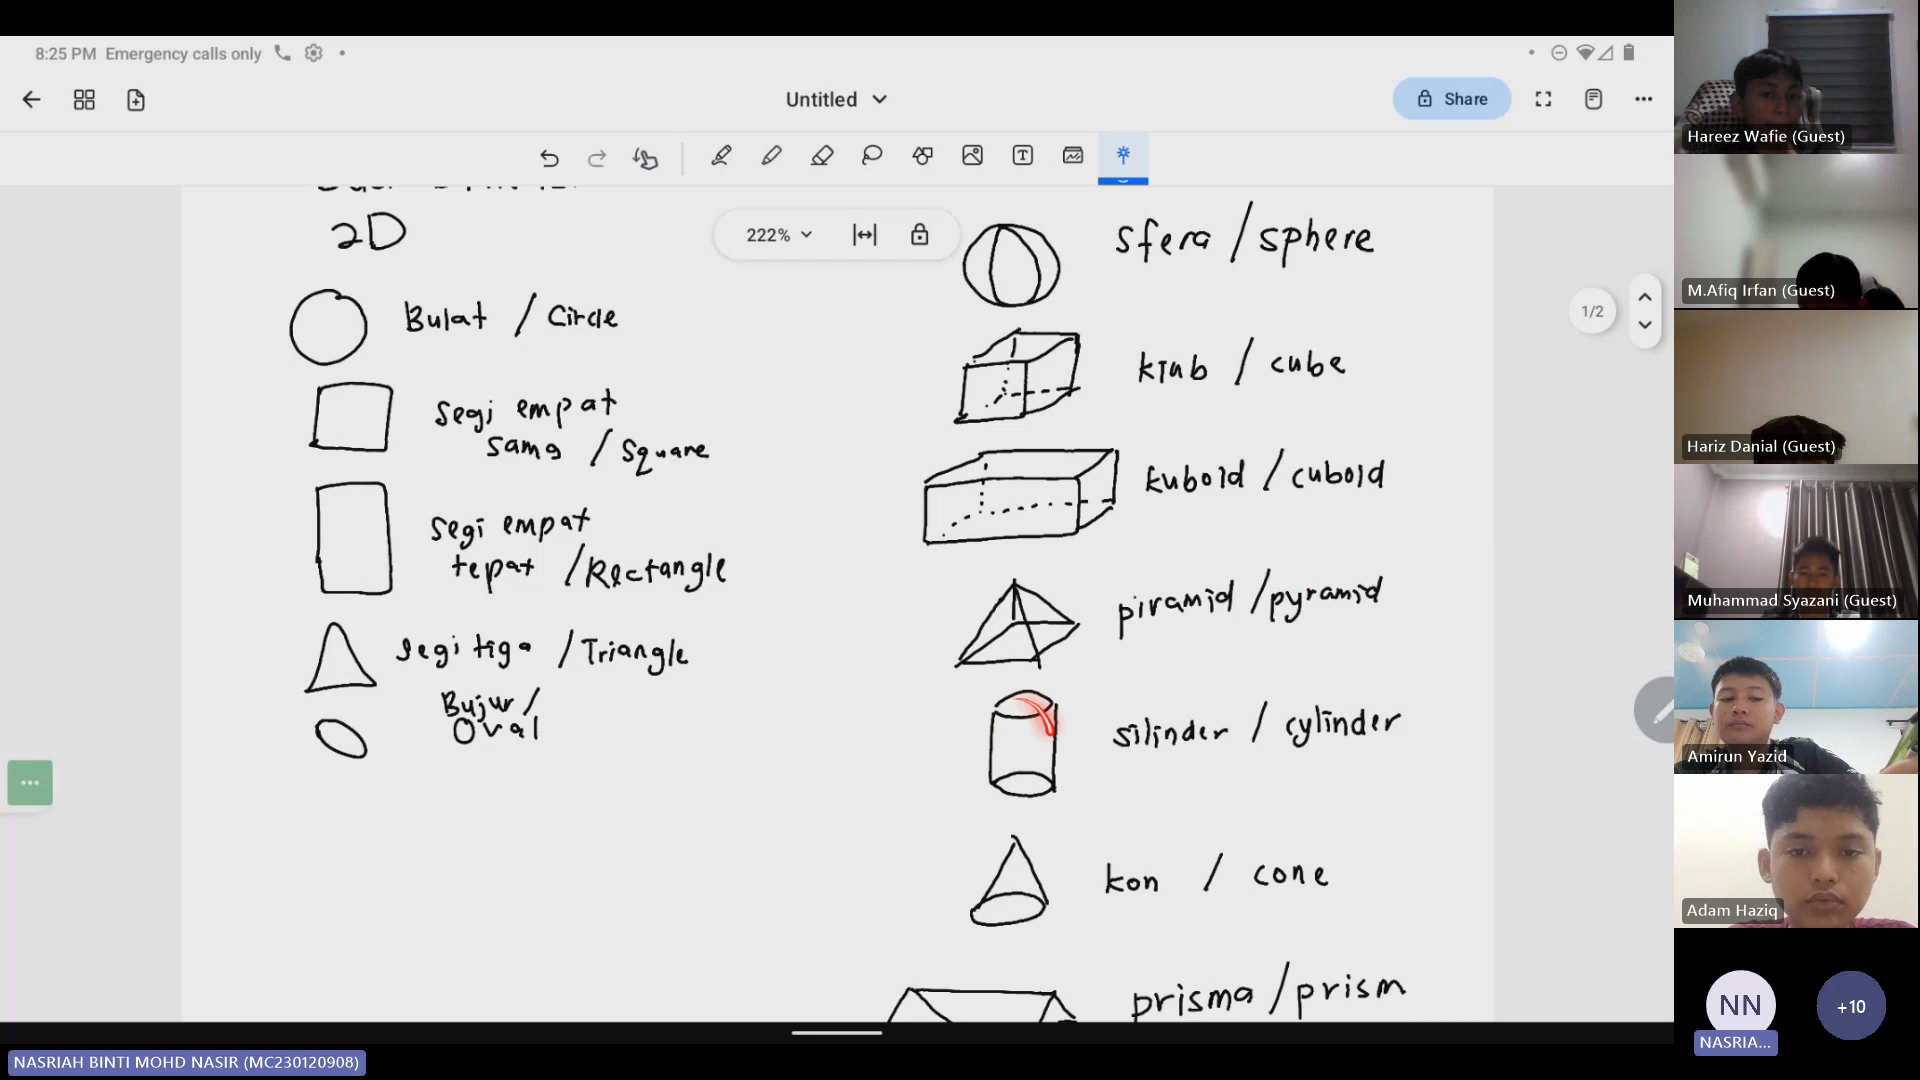 8:25 PM Emergency calls only
Untitled
Share
222%
1/2
2D
Bulat / Circle
Segi empat
sama / Square
Segi empat
tepat / Rectangle
Segi tiga / Triangle
Bujur /
Oval
sfera / sphere
kiub / cube
kuboid / cuboid
piramid / pyramid
silinder / cylinder
kon / cone
prisma / prism
Hareez Wafie (Guest)
M.Afiq Irfan (Guest)
Hariz Danial (Guest)
Muhammad Syazani (Guest)
Amirun Yazid
Adam Haziq
NN
NASRIA...
+10
NASRIAH BINTI MOHD NASIR (MC230120908)